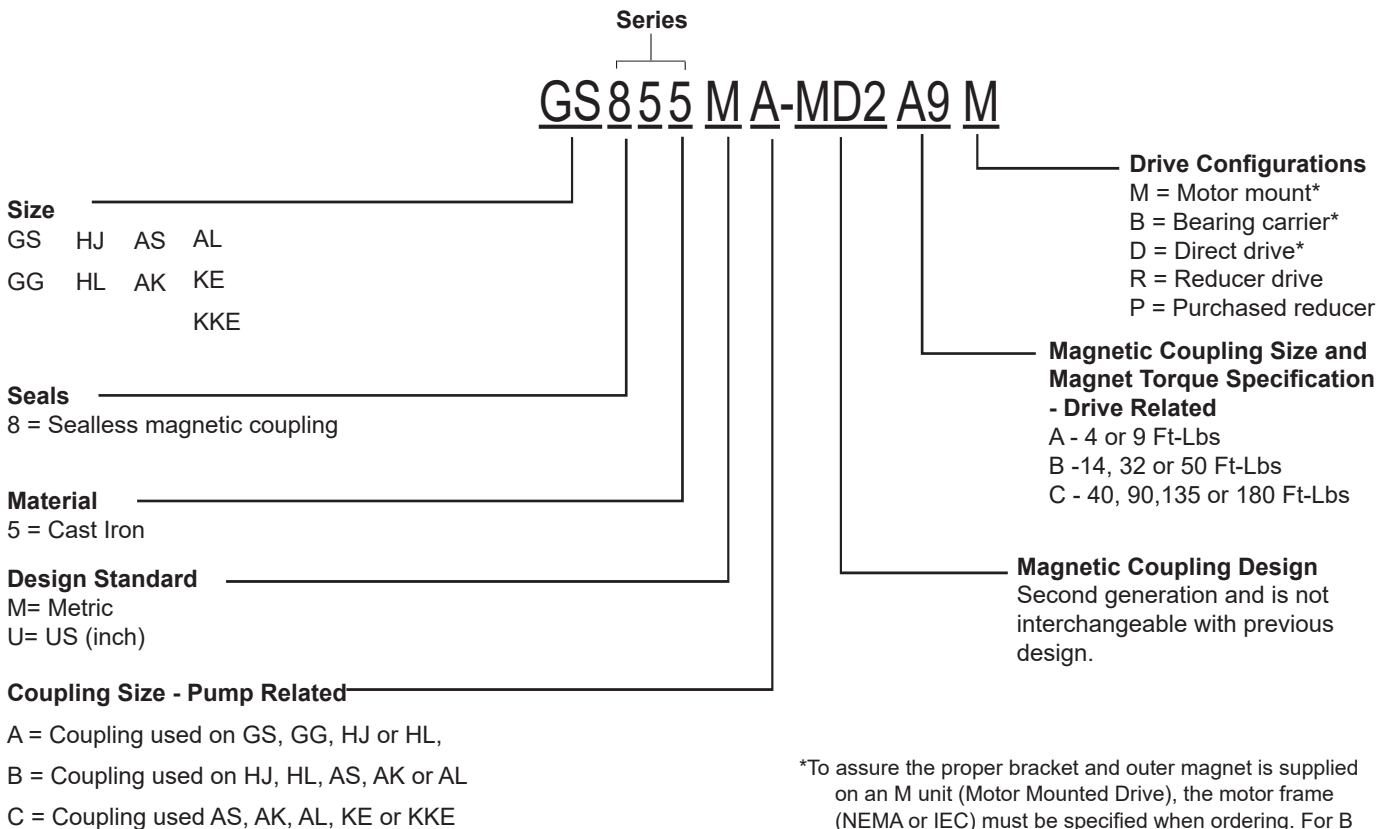 Series
GS 8 5 5 M A-MD2 A9 M
Size
GS HJ AS AL
GG HL AK KE
KKE
Seals
8 = Sealless magnetic coupling
Material
5 = Cast Iron
Design Standard
M= Metric
U= US (inch)
Coupling Size - Pump Related
A = Coupling used on GS, GG, HJ or HL,
B = Coupling used on HJ, HL, AS, AK or AL
C = Coupling used AS, AK, AL, KE or KKE
Drive Configurations
M = Motor mount*
B = Bearing carrier*
D = Direct drive*
R = Reducer drive
P = Purchased reducer
Magnetic Coupling Size and
Magnet Torque Specification
- Drive Related
A - 4 or 9 Ft-Lbs
B -14, 32 or 50 Ft-Lbs
C - 40, 90,135 or 180 Ft-Lbs
Magnetic Coupling Design
Second generation and is not
interchangeable with previous
design.
*To assure the proper bracket and outer magnet is supplied
on an M unit (Motor Mounted Drive), the motor frame
(NEMA or IEC) must be specified when ordering. For B